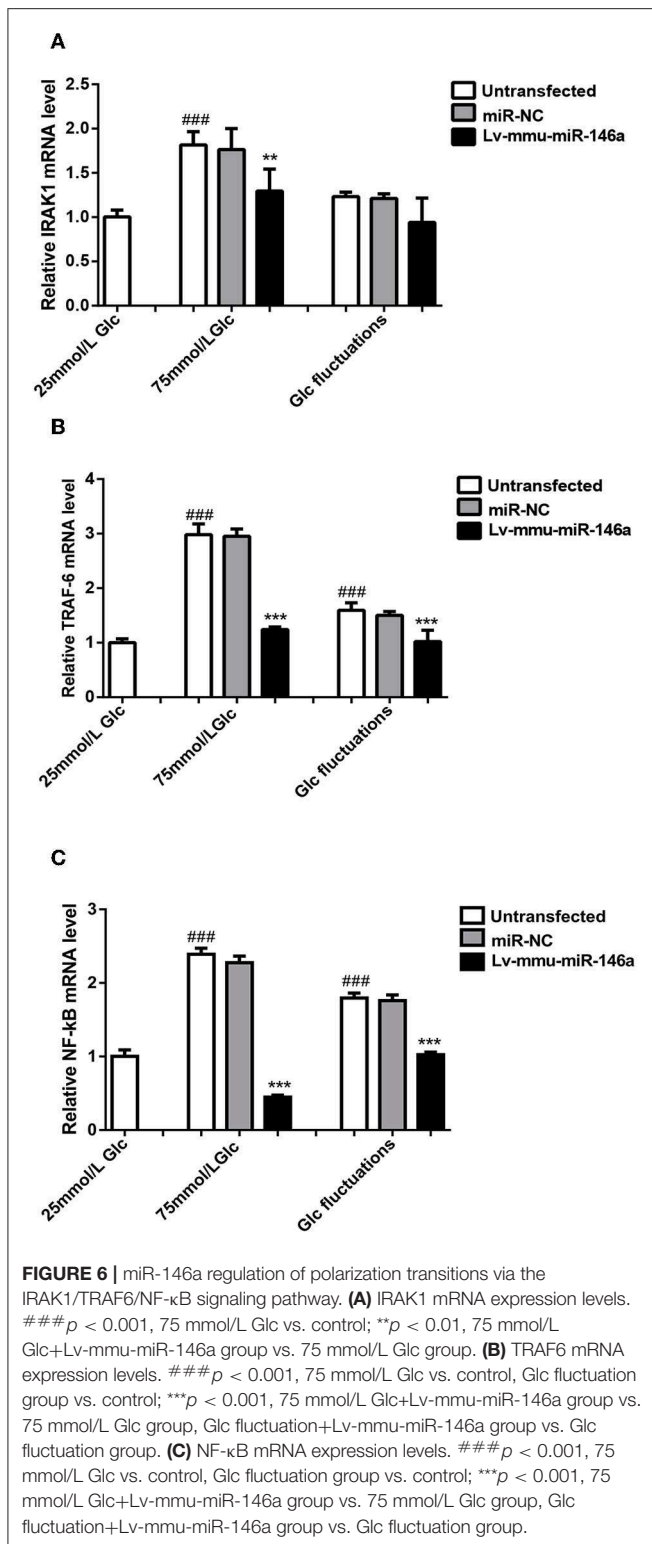 A
Relative IRAK1 mRNA level
2.5
2.0
1.5
1.0
0.5
0.0
###
**
Untransfected
miR-NC
Lv-mmu-miR-146a
25mmol/L Glc
75mmol/LGlc
Glc fluctuations
B
Relative TRAF-6 mRNA level
4
3
2
1
0
###
***
###
***
Untransfected
miR-NC
Lv-mmu-miR-146a
25mmol/L Glc
75mmol/LGlc
Glc fluctuations
C
Relative NF-kB mRNA level
3
2
1
0
###
***
###
***
Untransfected
miR-NC
Lv-mmu-miR-146a
25mmol/L Glc
75mmol/LGlc
Glc fluctuations
FIGURE 6 | miR-146a regulation of polarization transitions via the
IRAK1/TRAF6/NF-κB signaling pathway. (A) IRAK1 mRNA expression levels.
###p < 0.001, 75 mmol/L Glc vs. control; **p < 0.01, 75 mmol/L
Glc+Lv-mmu-miR-146a group vs. 75 mmol/L Glc group. (B) TRAF6 mRNA
expression levels. ###p < 0.001, 75 mmol/L Glc vs. control, Glc fluctuation
group vs. control; ***p < 0.001, 75 mmol/L Glc+Lv-mmu-miR-146a group vs.
75 mmol/L Glc group, Glc fluctuation+Lv-mmu-miR-146a group vs. Glc
fluctuation group. (C) NF-κB mRNA expression levels. ###p < 0.001, 75
mmol/L Glc vs. control, Glc fluctuation group vs. control; ***p < 0.001, 75
mmol/L Glc+Lv-mmu-miR-146a group vs. 75 mmol/L Glc group, Glc
fluctuation+Lv-mmu-miR-146a group vs. Glc fluctuation group.